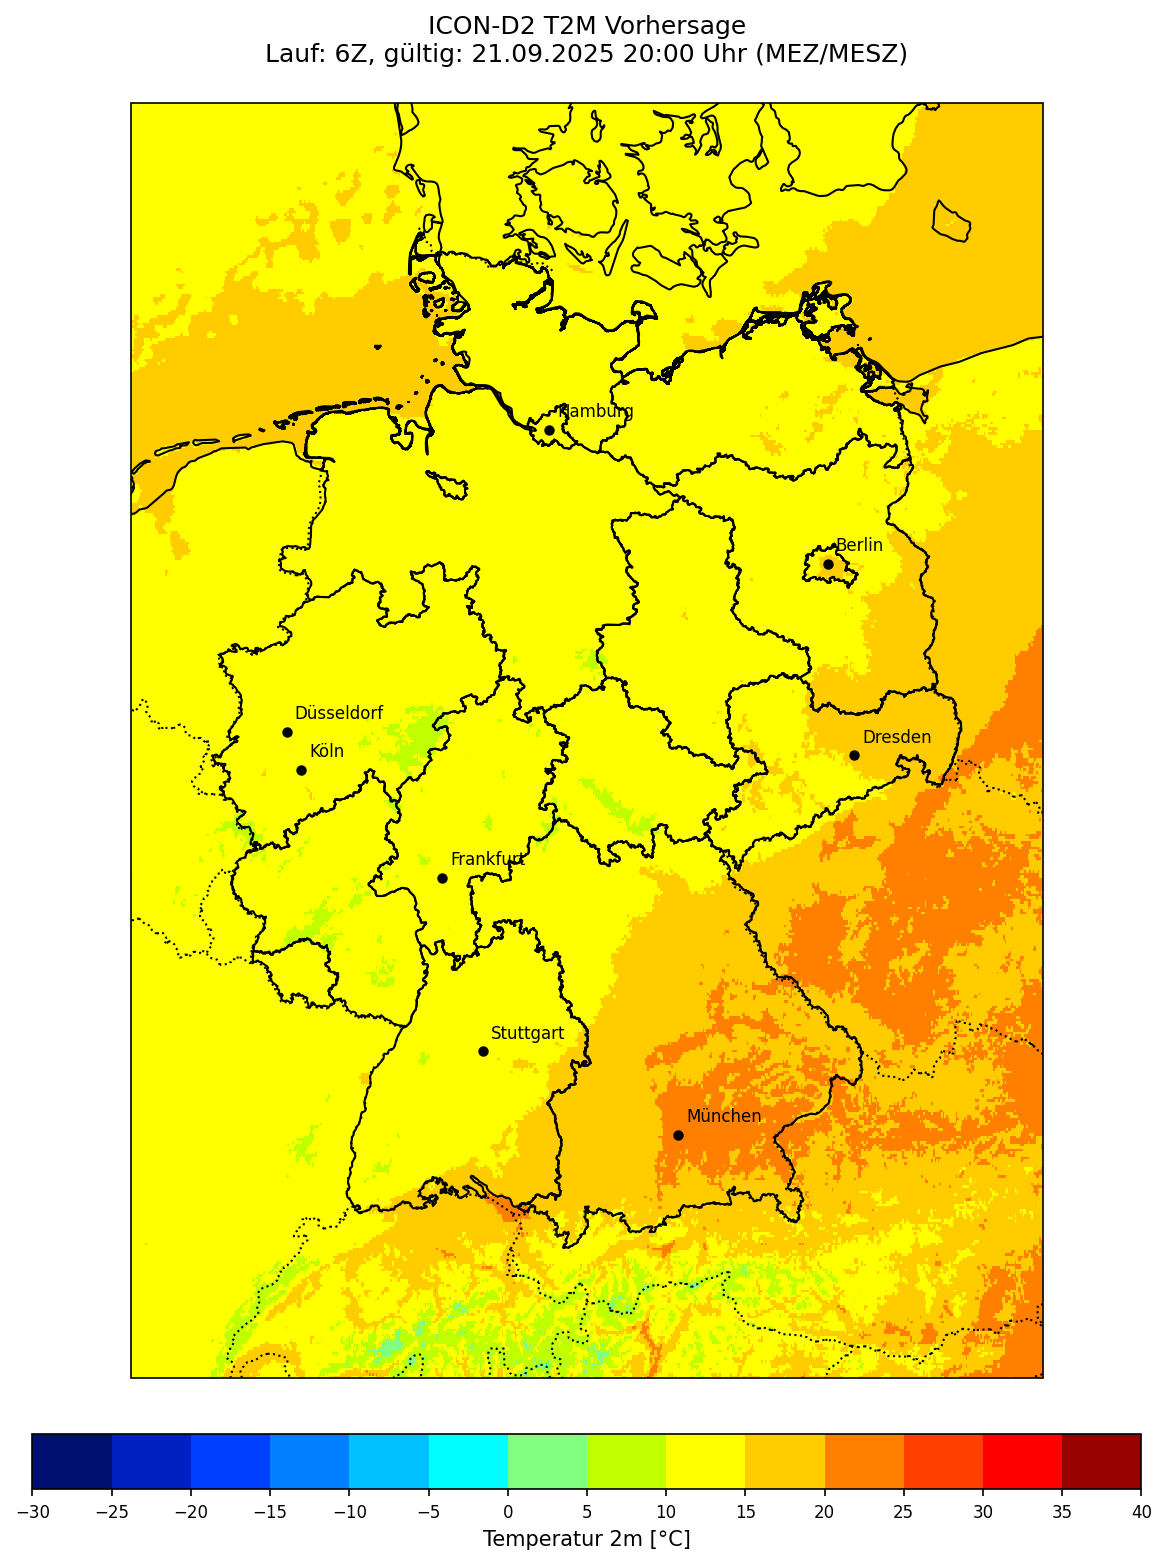 ICON-D2 T2M Vorhersage
Lauf: 6Z, gültig: 21.09.2025 20:00 Uhr (MEZ/MESZ)
Hamburg
Berlin
Düsseldorf
Köln
Dresden
Frankfurt
Stuttgart
München
−30 −25 −20 −15 −10 −5 0 5 10 15 20 25 30 35 40
Temperatur 2m [°C]